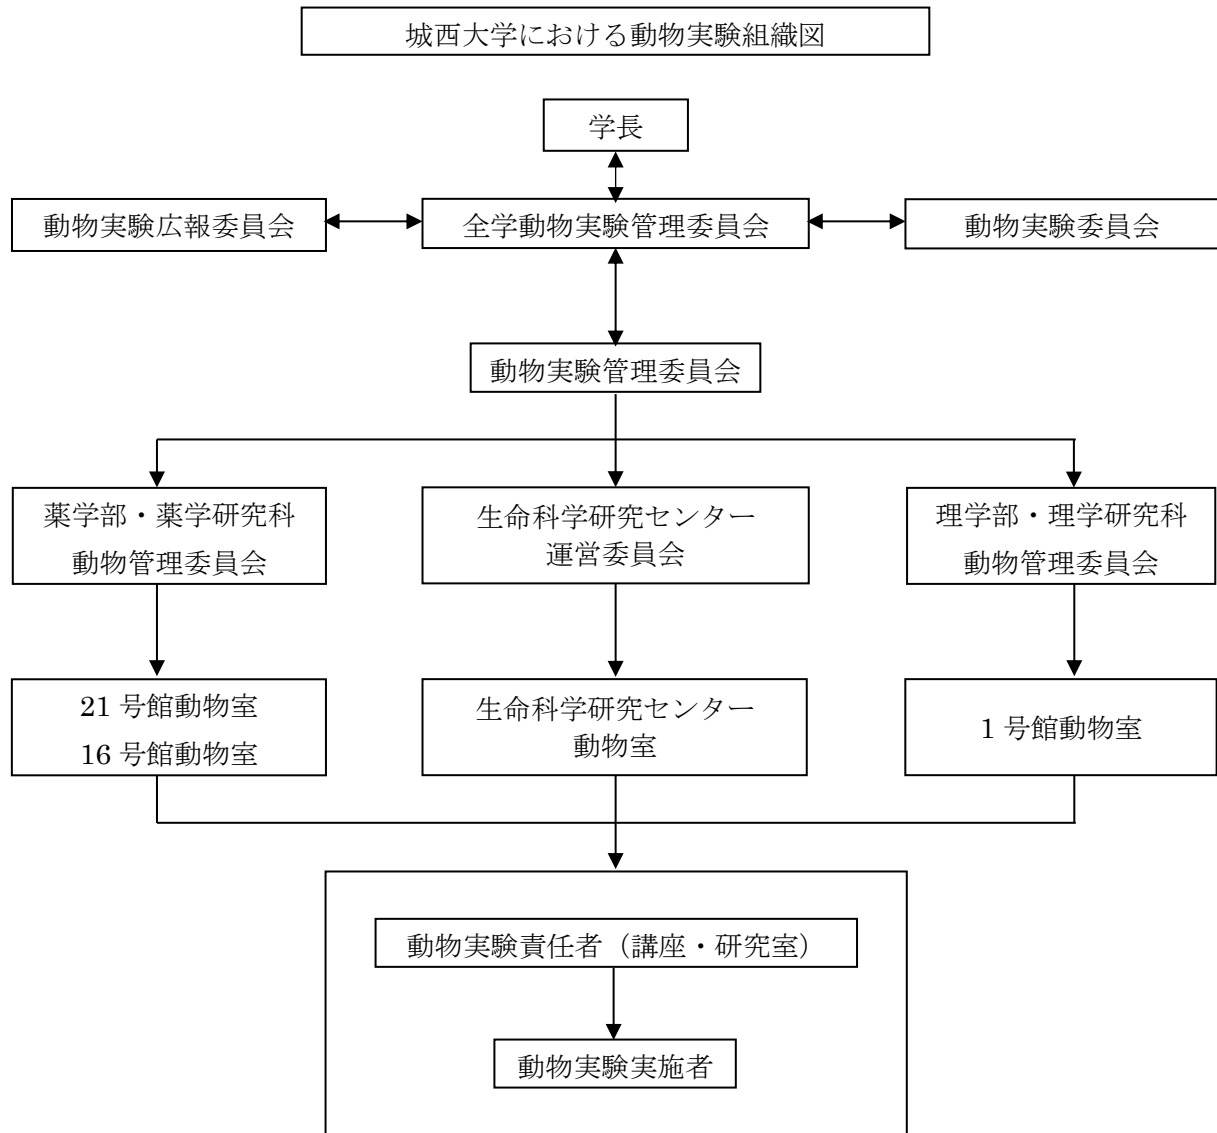 城西大学における動物実験組織図
学長
動物実験広報委員会
全学動物実験管理委員会
動物実験委員会
動物実験管理委員会
薬学部・薬学研究科
動物管理委員会
生命科学研究センター
運営委員会
理学部・理学研究科
動物管理委員会
21 号館動物室
16 号館動物室
生命科学研究センター
動物室
1 号館動物室
動物実験責任者（講座・研究室）
動物実験実施者